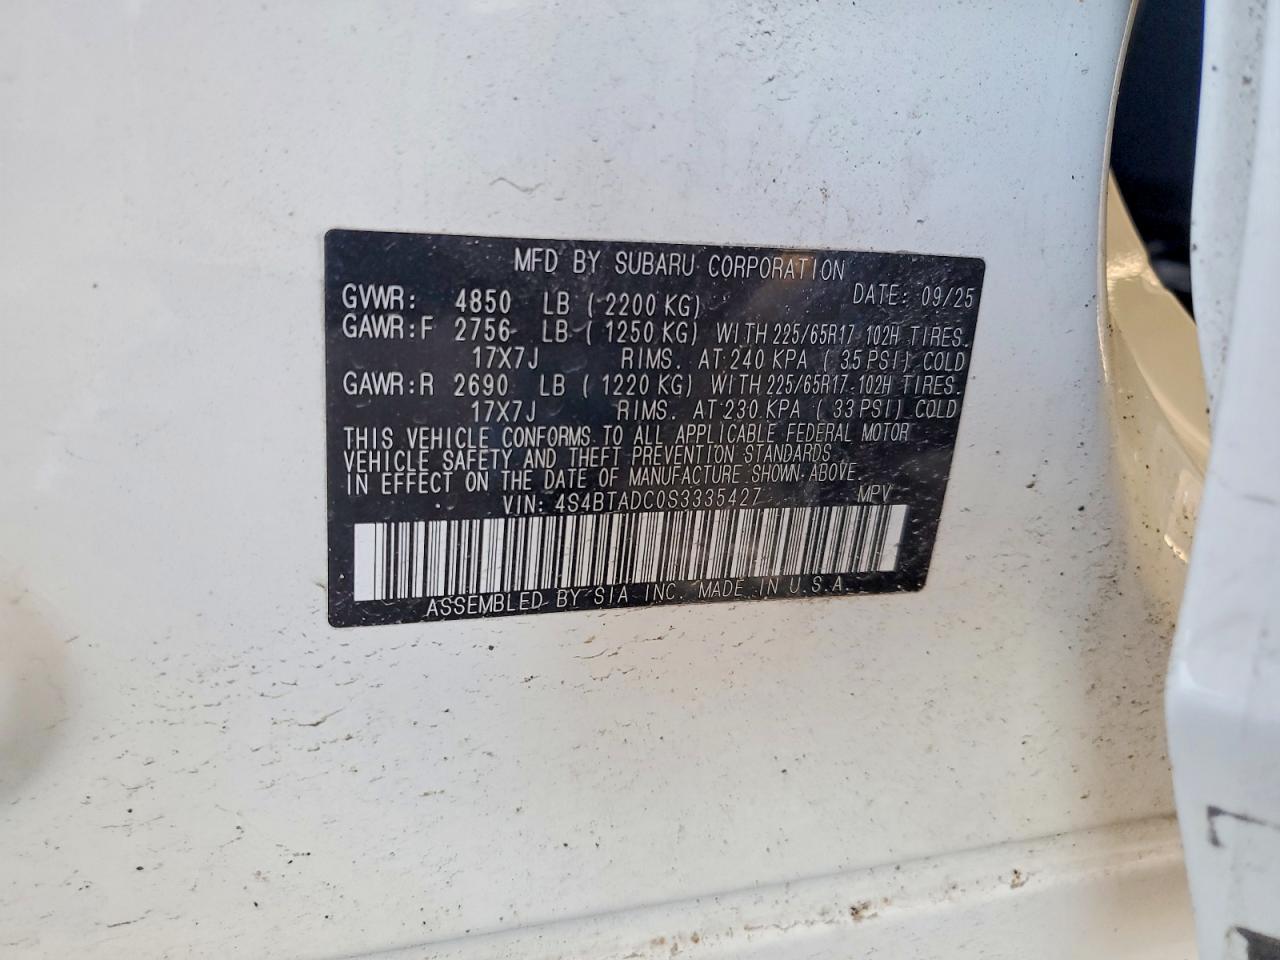 MFD BY SUBARU CORPORATION
GVWR: 4850 LB ( 2200 KG) DATE: 09/25
GAWR:F 2756 LB ( 1250 KG) WITH 225/65R17 102H TIRES.
17X7J RIMS. AT 240 KPA ( 35 PSI) COLD
GAWR:R 2690 LB ( 1220 KG) WITH 225/65R17 102H TIRES.
17X7J RIMS. AT 230 KPA ( 33 PSI) COLD
THIS VEHICLE CONFORMS TO ALL APPLICABLE FEDERAL MOTOR
VEHICLE SAFETY AND THEFT PREVENTION STANDARDS
IN EFFECT ON THE DATE OF MANUFACTURE SHOWN ABOVE.
VIN: 4S4BTADC0S3335427 MPV
ASSEMBLED BY SIA INC. MADE IN U.S.A.